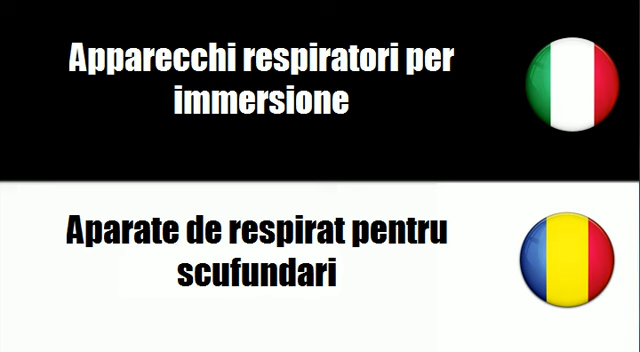 Apparecchi respiratori per
immersione
Aparate de respirat pentru
scufundari